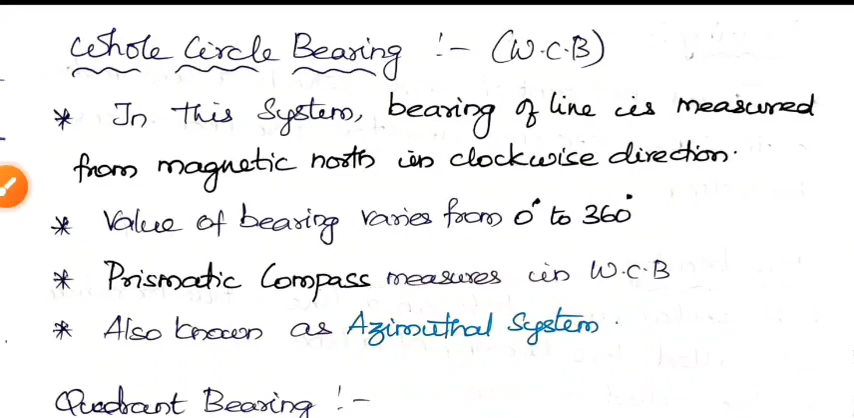 Whole Circle Bearing :- (W.C.B)
* In this System, bearing of line is measured
from magnetic north in clockwise direction.
* Value of bearing varies from 0° to 360°
* Prismatic Compass measures in W.C.B
* Also known as Azimuthal System.
Quadrant Bearing :-